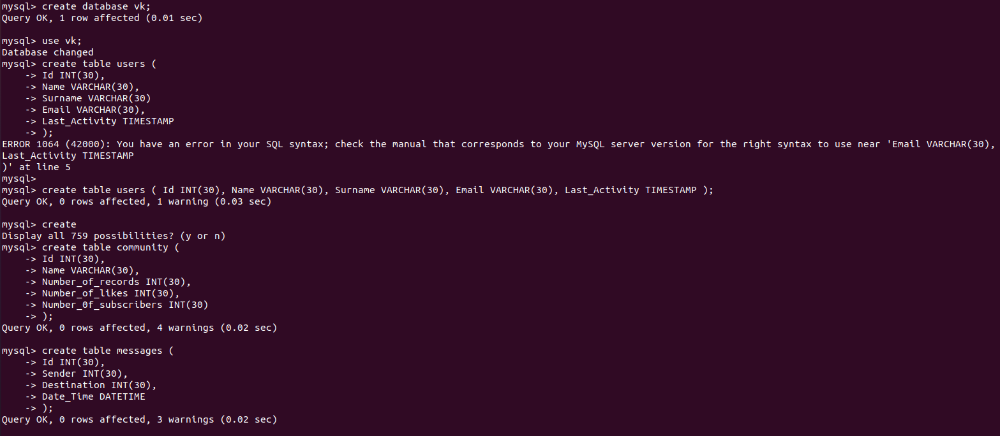 mysql> create database vk;
Query OK, 1 row affected (0.01 sec)

mysql> use vk;
Database changed
mysql> create table users (
    -> Id INT(30),
    -> Name VARCHAR(30),
    -> Surname VARCHAR(30)
    -> Email VARCHAR(30),
    -> Last_Activity TIMESTAMP
    -> );
ERROR 1064 (42000): You have an error in your SQL syntax; check the manual that corresponds to your MySQL server version for the right syntax to use near 'Email VARCHAR(30),
Last_Activity TIMESTAMP
)' at line 5
mysql>
mysql> create table users ( Id INT(30), Name VARCHAR(30), Surname VARCHAR(30), Email VARCHAR(30), Last_Activity TIMESTAMP );
Query OK, 0 rows affected, 1 warning (0.03 sec)

mysql> create
Display all 759 possibilities? (y or n)
mysql> create table community (
    -> Id INT(30),
    -> Name VARCHAR(30),
    -> Number_of_records INT(30),
    -> Number_of_likes INT(30),
    -> Number_0f_subscribers INT(30)
    -> );
Query OK, 0 rows affected, 4 warnings (0.02 sec)

mysql> create table messages (
    -> Id INT(30),
    -> Sender INT(30),
    -> Destination INT(30),
    -> Date_Time DATETIME
    -> );
Query OK, 0 rows affected, 3 warnings (0.02 sec)